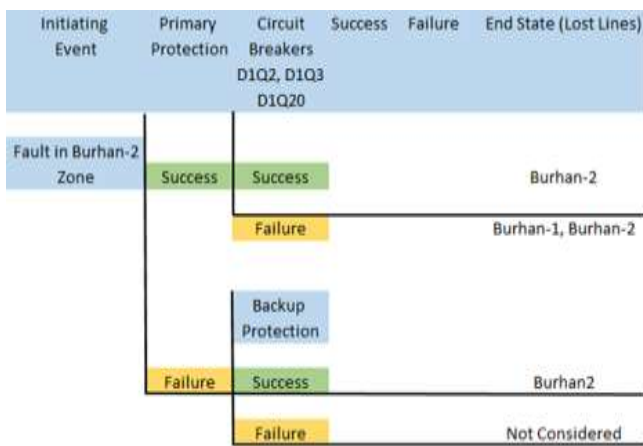 Initiating Primary Circuit Success Failure End State (Lost Lines)
Event Protection Breakers
D1Q2, D1Q3
D1Q20
Fault in Burhan-2
Zone Success Success Burhan-2
Failure Burhan-1, Burhan-2
Backup
Protection
Failure Success Burhan2
Failure Not Considered